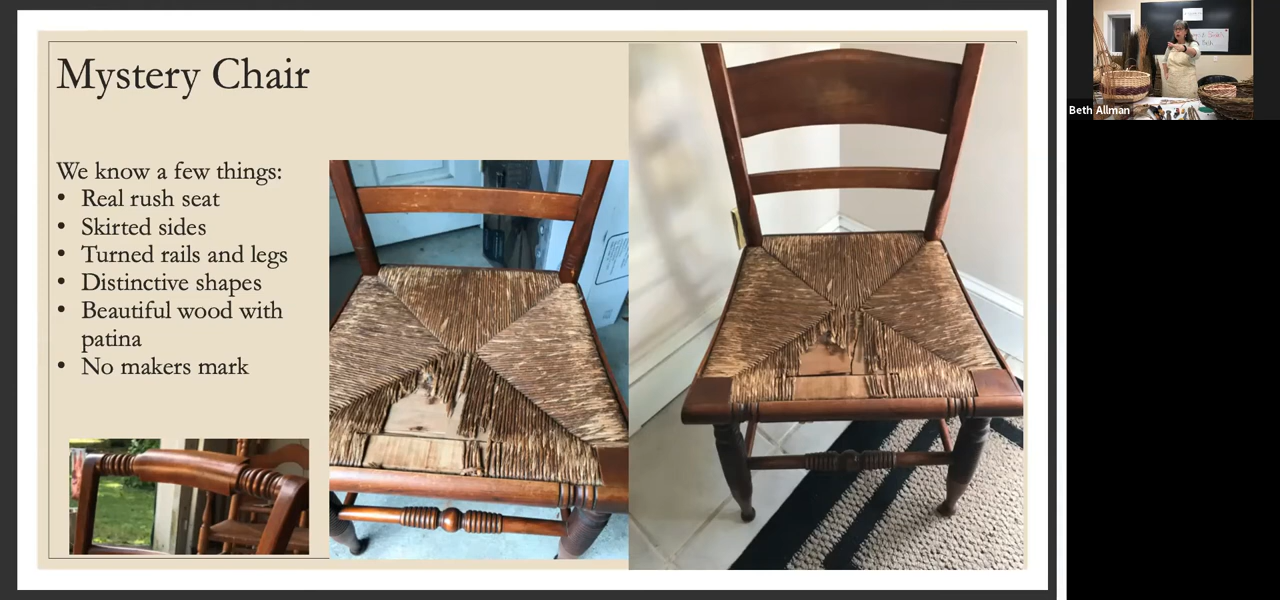 Mystery Chair
We know a few things:
• Real rush seat
• Skirted sides
• Turned rails and legs
• Distinctive shapes
• Beautiful wood with
patina
• No makers mark
Beth Allman